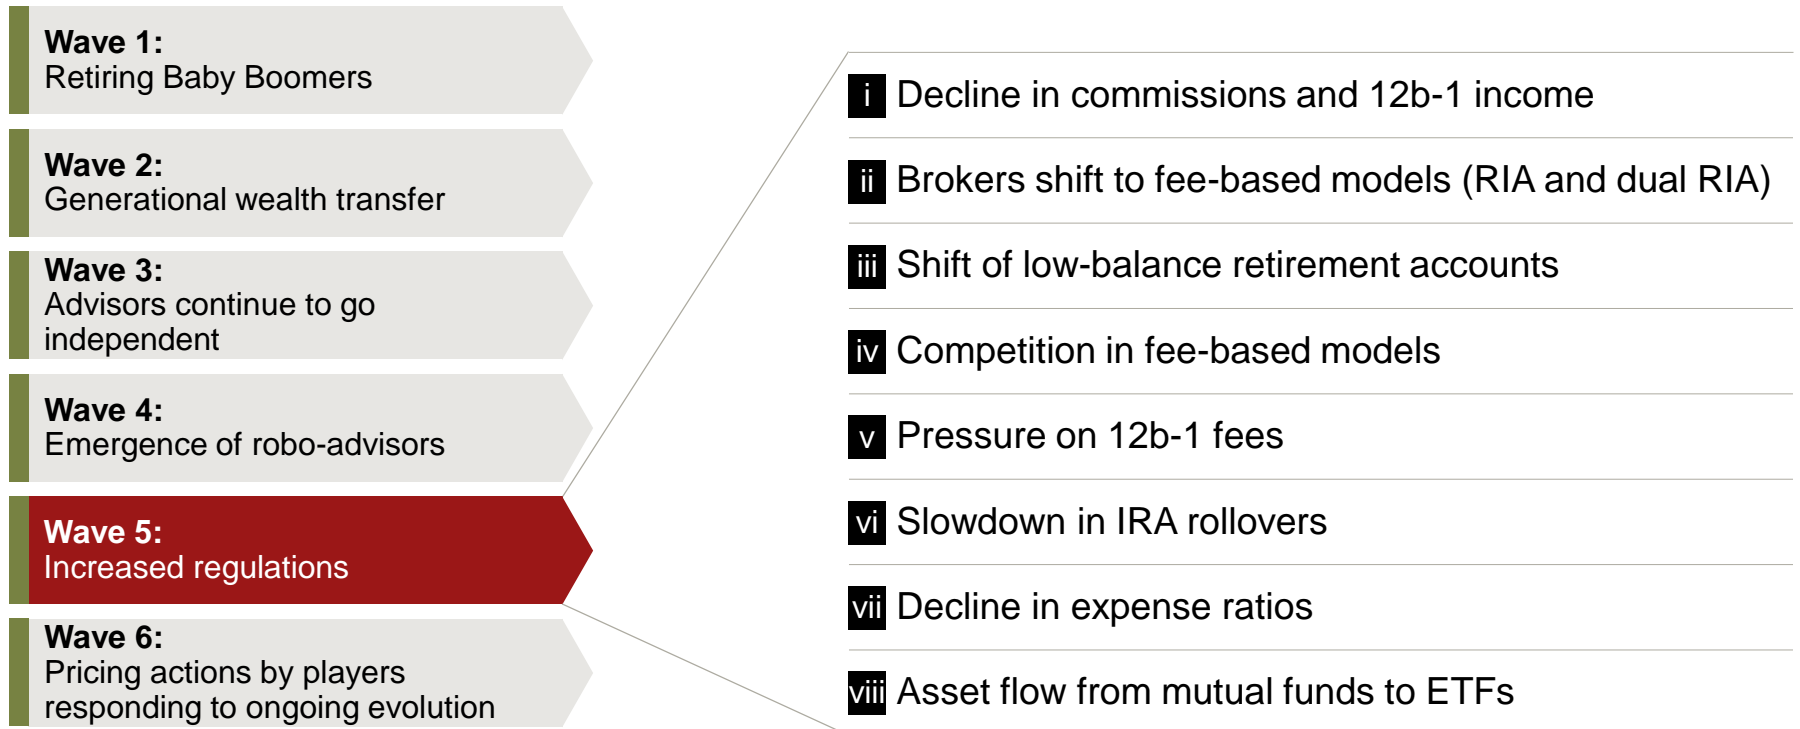 Wave 1:
Retiring Baby Boomers
Wave 2:
Generational wealth transfer
Wave 3:
Advisors continue to go
independent
Wave 4:
Emergence of robo-advisors
Wave 5:
Increased regulations
Wave 6:
Pricing actions by players
responding to ongoing evolution
i Decline in commissions and 12b-1 income
ii Brokers shift to fee-based models (RIA and dual RIA)
iii Shift of low-balance retirement accounts
iv Competition in fee-based models
v Pressure on 12b-1 fees
vi Slowdown in IRA rollovers
vii Decline in expense ratios
viii Asset flow from mutual funds to ETFs